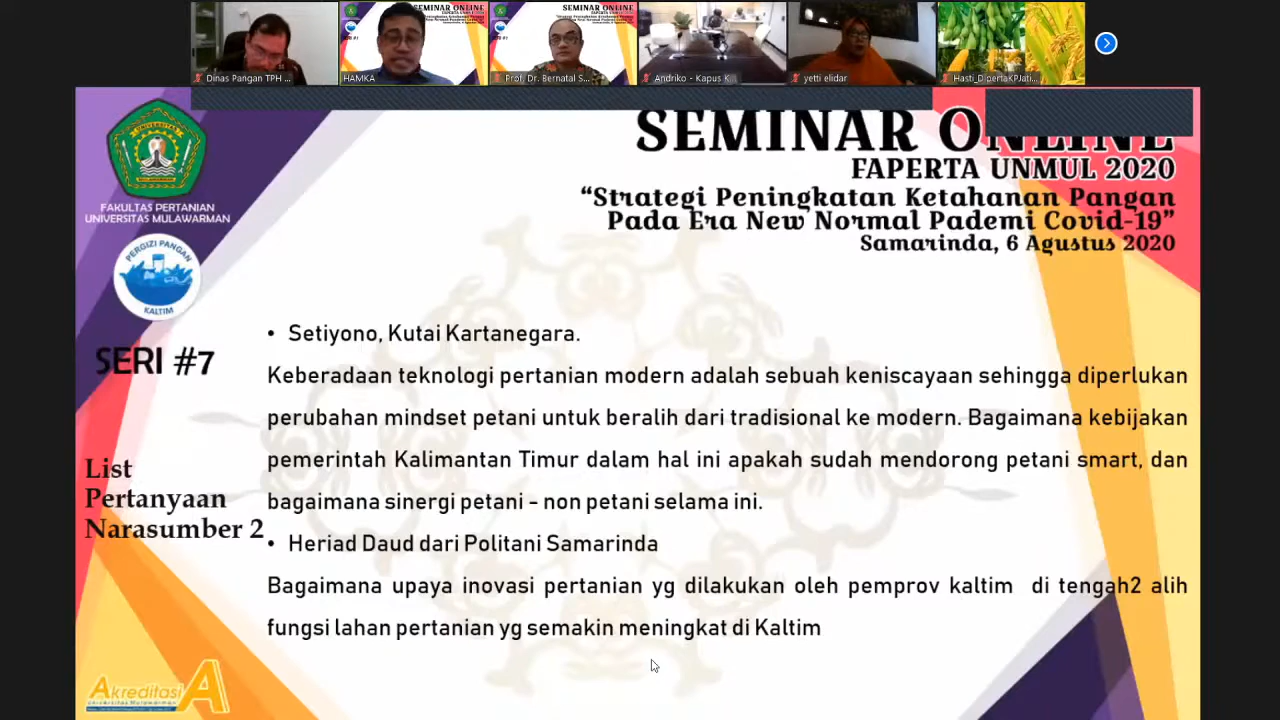 Dinas Pangan TPH ...
HAMKA
Prof. Dr. Bernatal S...
Andriko - Kapus K...
yetti elidar
Hasti_DipertaKPJati...
SEMINAR ONLINE
FAPERTA UNMUL 2020
“Strategi Peningkatan Ketahanan Pangan
Pada Era New Normal Pademi Covid-19”
Samarinda, 6 Agustus 2020
FAKULTAS PERTANIAN
UNIVERSITAS MULAWARMAN
PERGIZI PANGAN
KALTIM
SERI #7
List
Pertanyaan
Narasumber 2
• Setiyono, Kutai Kartanegara.
Keberadaan teknologi pertanian modern adalah sebuah keniscayaan sehingga diperlukan
perubahan mindset petani untuk beralih dari tradisional ke modern. Bagaimana kebijakan
pemerintah Kalimantan Timur dalam hal ini apakah sudah mendorong petani smart, dan
bagaimana sinergi petani – non petani selama ini.
• Heriad Daud dari Politani Samarinda
Bagaimana upaya inovasi pertanian yg dilakukan oleh pemprov kaltim di tengah2 alih
fungsi lahan pertanian yg semakin meningkat di Kaltim
Akreditasi A
Universitas Mulawarman